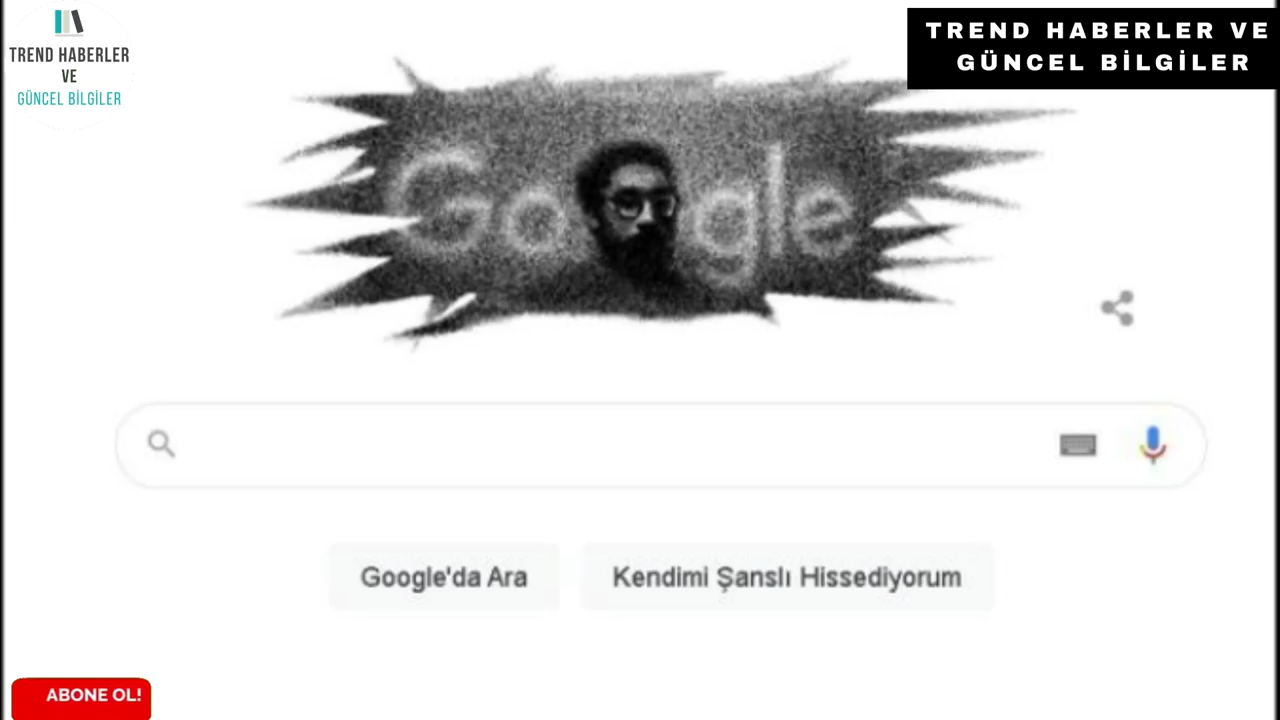 TREND HABERLER
VE
GÜNCEL BİLGİLER
TREND HABERLER VE
GÜNCEL BİLGİLER
Google
Google'da Ara
Kendimi Şanslı Hissediyorum
ABONE OL!